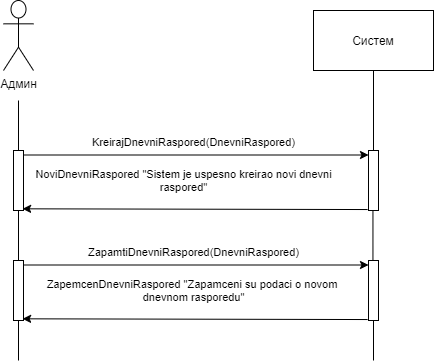 Систем
Админ
KreirajDnevniRaspored(DnevniRaspored)
NoviDnevniRaspored "Sistem je uspesno kreirao novi dnevni
raspored"
ZapamtiDnevniRaspored(DnevniRaspored)
ZapemcenDnevniRaspored "Zapamceni su podaci o novom
dnevnom rasporedu"